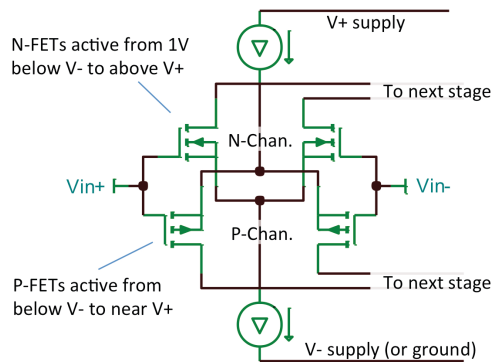 V+ supply
N-FETs active from 1V
below V- to above V+
To next stage
N-Chan.
Vin+
Vin-
P-Chan.
P-FETs active from
below V- to near V+
To next stage
V- supply (or ground)